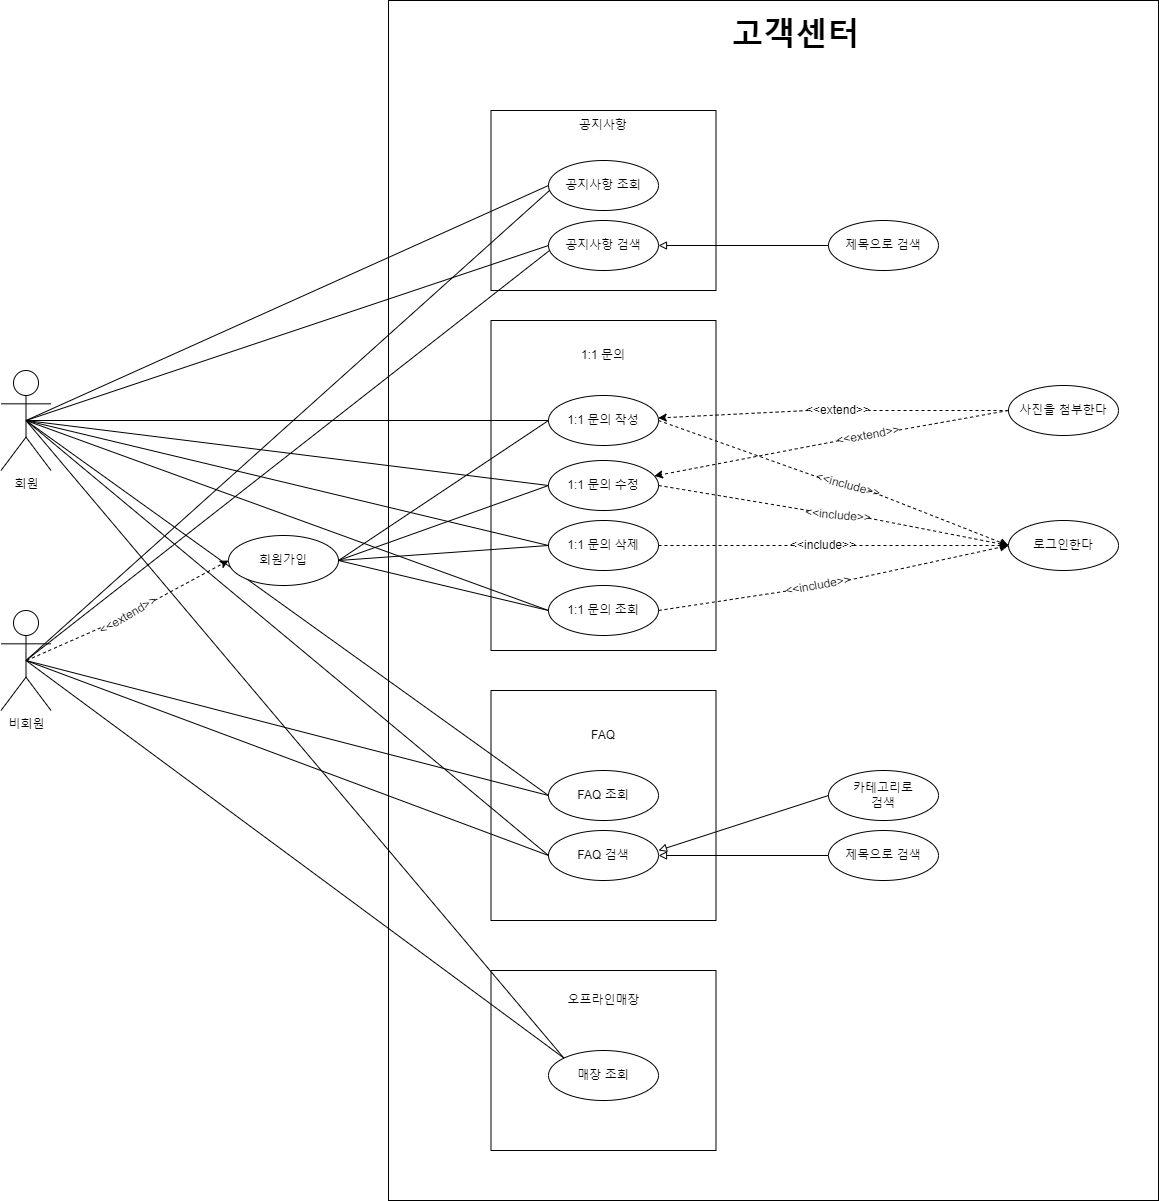 고객센터
공지사항
공지사항 조회
공지사항 검색
제목으로 검색
1:1 문의
1:1 문의 작성
<<extend>>
사진을 첨부한다
<<extend>>
1:1 문의 수정
<<include>>
회원
<<include>>
1:1 문의 삭제
<<include>>
로그인한다
회원가입
<<include>>
1:1 문의 조회
<<extend>>
비회원
FAQ
FAQ 조회
카테고리로
검색
FAQ 검색
제목으로 검색
오프라인매장
매장 조회